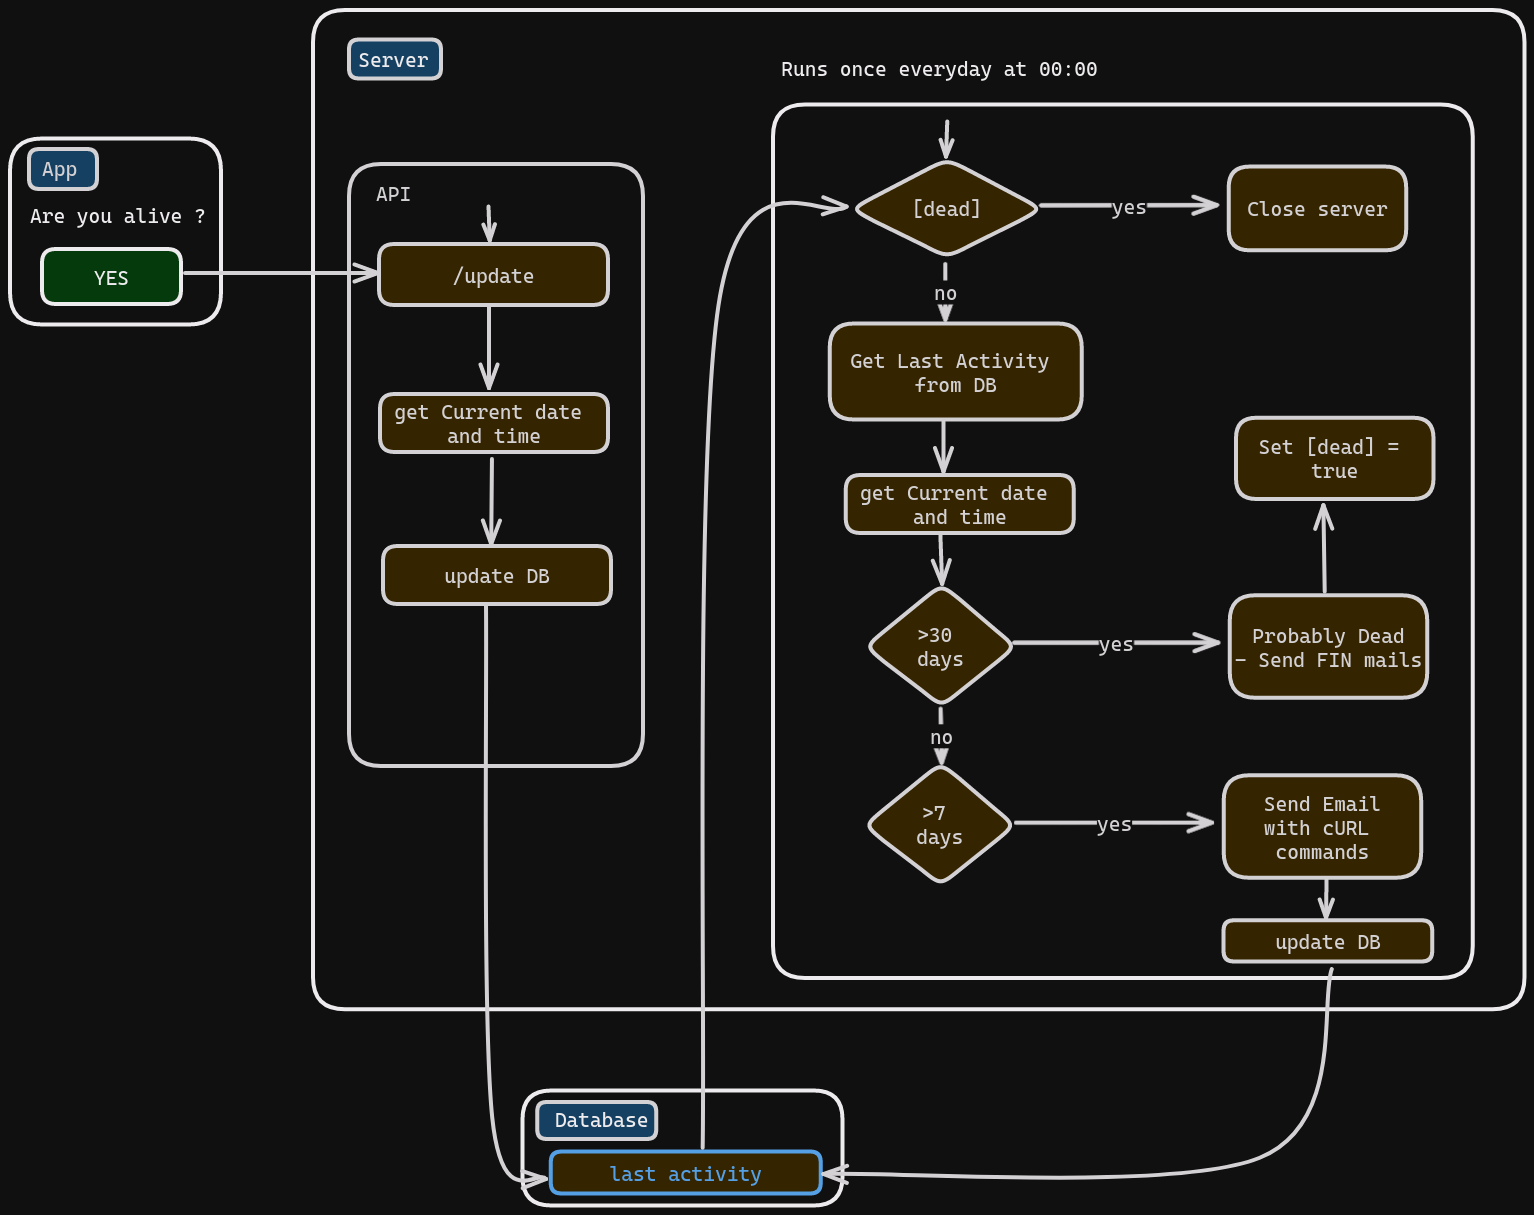 Server
Runs once everyday at 00:00
App
Are you alive ?
YES
API
/update
get Current date
and time
update DB
[dead]
yes
Close server
no
Get Last Activity
from DB
get Current date
and time
>30
days
yes
Probably Dead
- Send FIN mails
Set [dead] =
true
no
>7
days
yes
Send Email
with cURL
commands
update DB
Database
last activity